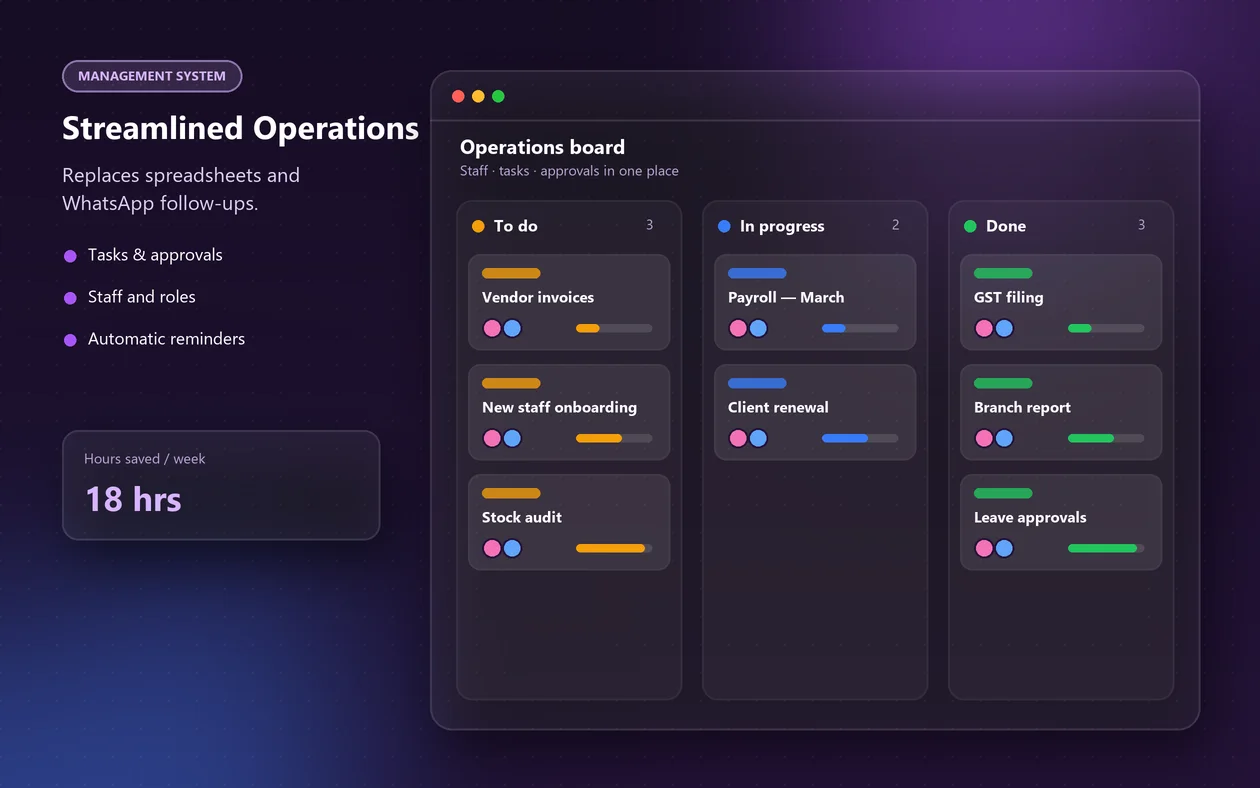 MANAGEMENT SYSTEM
Streamlined Operations
Replaces spreadsheets and
WhatsApp follow-ups.
Tasks & approvals
Staff and roles
Automatic reminders
Hours saved / week
18 hrs
Operations board
Staff · tasks · approvals in one place
To do 3
Vendor invoices
New staff onboarding
Stock audit
In progress 2
Payroll — March
Client renewal
Done 3
GST filing
Branch report
Leave approvals